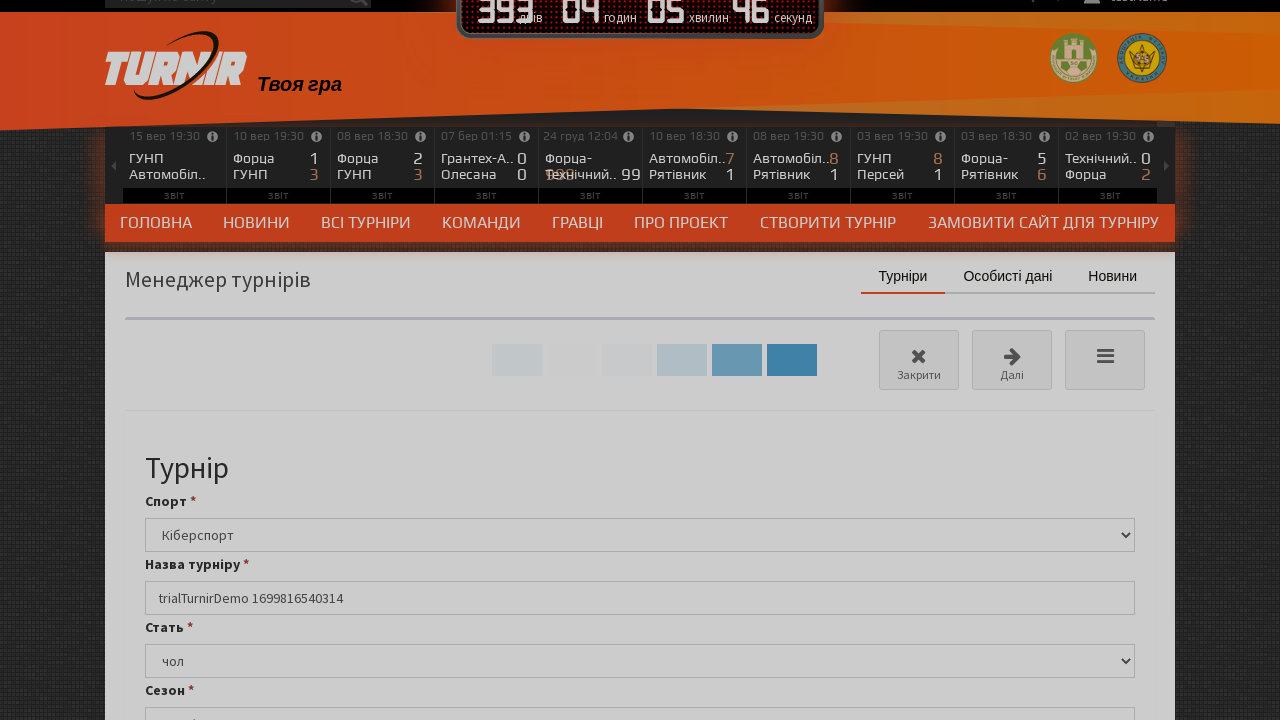 393 днів 04 годин 05 хвилин 46 секунд
TURNIR Твоя гра
15 вер 19:30 10 вер 19:30 08 вер 18:30 07 бер 01:15 24 груд 12:04 10 вер 18:30 08 вер 19:30 03 вер 19:30 03 вер 18:30 02 вер 19:30
ГУНП Форца 1 Форца 2 Грантех-А.. 0 Форца- Автомобіл.. 7 Автомобіл.. 8 ГУНП 8 Форца- 5 Технічний.. 0
Автомобіл.. ГУНП 3 ГУНП 3 Олесана 0 Технічний.. 99 Рятівник 1 Рятівник 1 Персей 1 Рятівник 6 Форца 2
звіт звіт звіт звіт звіт звіт звіт звіт звіт звіт
ГОЛОВНА НОВИНИ ВСІ ТУРНІРИ КОМАНДИ ГРАВЦІ ПРО ПРОЕКТ СТВОРИТИ ТУРНІР ЗАМОВИТИ САЙТ ДЛЯ ТУРНІРУ
Менеджер турнірів Турніри Особисті дані Новини
Закрити Далі
Турнір
Спорт *
Кіберспорт
Назва турніру *
trialTurnirDemo 1699816540314
Стать *
чол
Сезон *